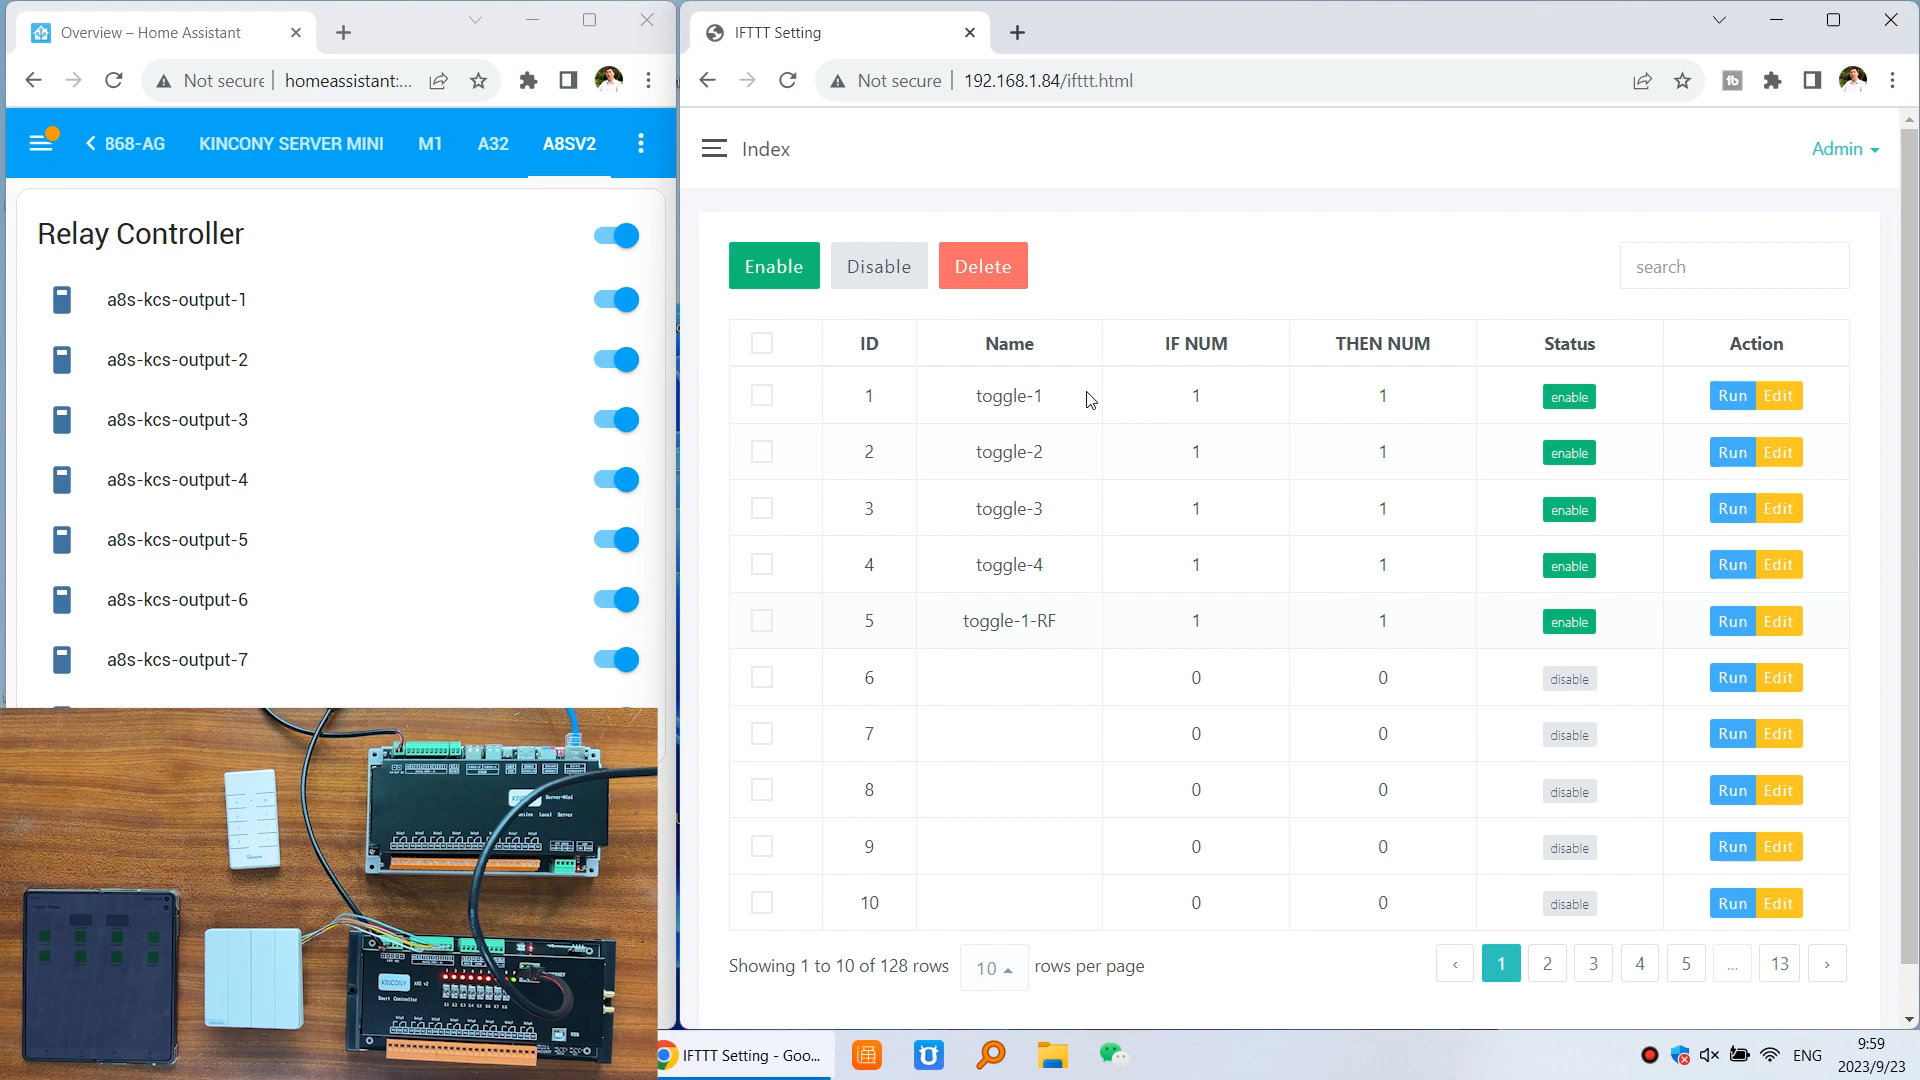 Overview – Home Assistant
Not secure
homeassistant:...
868-AG
KINCONY SERVER MINI
M1
A32
A8SV2
Relay Controller
a8s-kcs-output-1
a8s-kcs-output-2
a8s-kcs-output-3
a8s-kcs-output-4
a8s-kcs-output-5
a8s-kcs-output-6
a8s-kcs-output-7
IFTTT Setting
Not secure
192.168.1.84/ifttt.html
Index
Admin
Enable Disable Delete
search
ID Name IF NUM THEN NUM Status Action
1 toggle-1 1 1 enable Run Edit
2 toggle-2 1 1 enable Run Edit
3 toggle-3 1 1 enable Run Edit
4 toggle-4 1 1 enable Run Edit
5 toggle-1-RF 1 1 enable Run Edit
6 0 0 disable Run Edit
7 0 0 disable Run Edit
8 0 0 disable Run Edit
9 0 0 disable Run Edit
10 0 0 disable Run Edit
Showing 1 to 10 of 128 rows 10 rows per page
‹ 1 2 3 4 5 ... 13 ›
Server-Mini
Local Server
KINCONY
Smart Controller
USB
IFTTT Setting - Goo...
ENG
9:59
2023/9/23